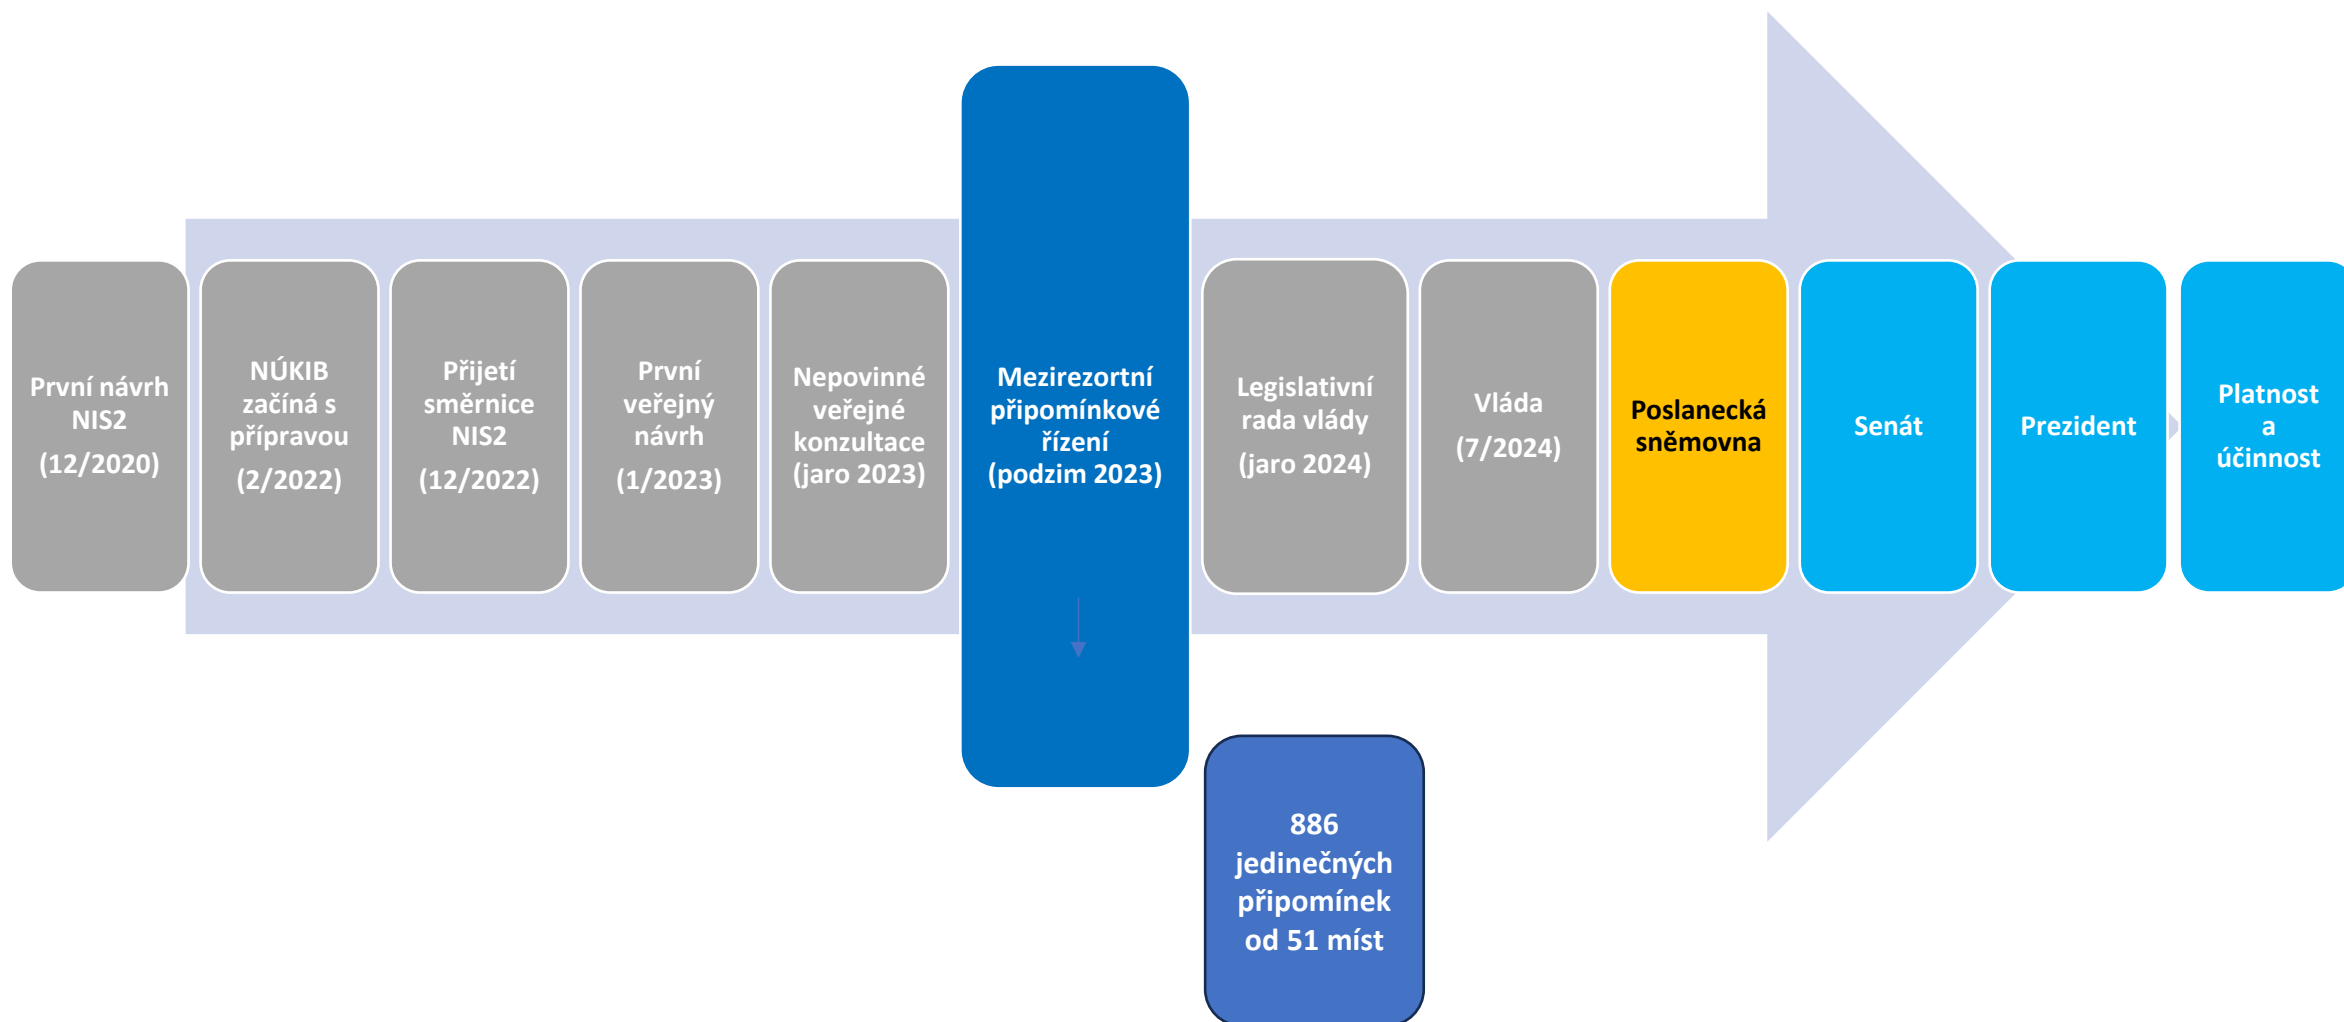 První návrh
NIS2
(12/2020)
NÚKIB
začíná s
přípravou
(2/2022)
Přijetí
směrnice
NIS2
(12/2022)
První
veřejný
návrh
(1/2023)
Nepovinné
veřejné
konzultace
(jaro 2023)
Mezirezortní
připomínkové
řízení
(podzim 2023)
Legislativní
rada vlády
(jaro 2024)
Vláda
(7/2024)
Poslanecká
sněmovna
Senát
Prezident
Platnost
a
účinnost
886
jedinečných
připomínek
od 51 míst